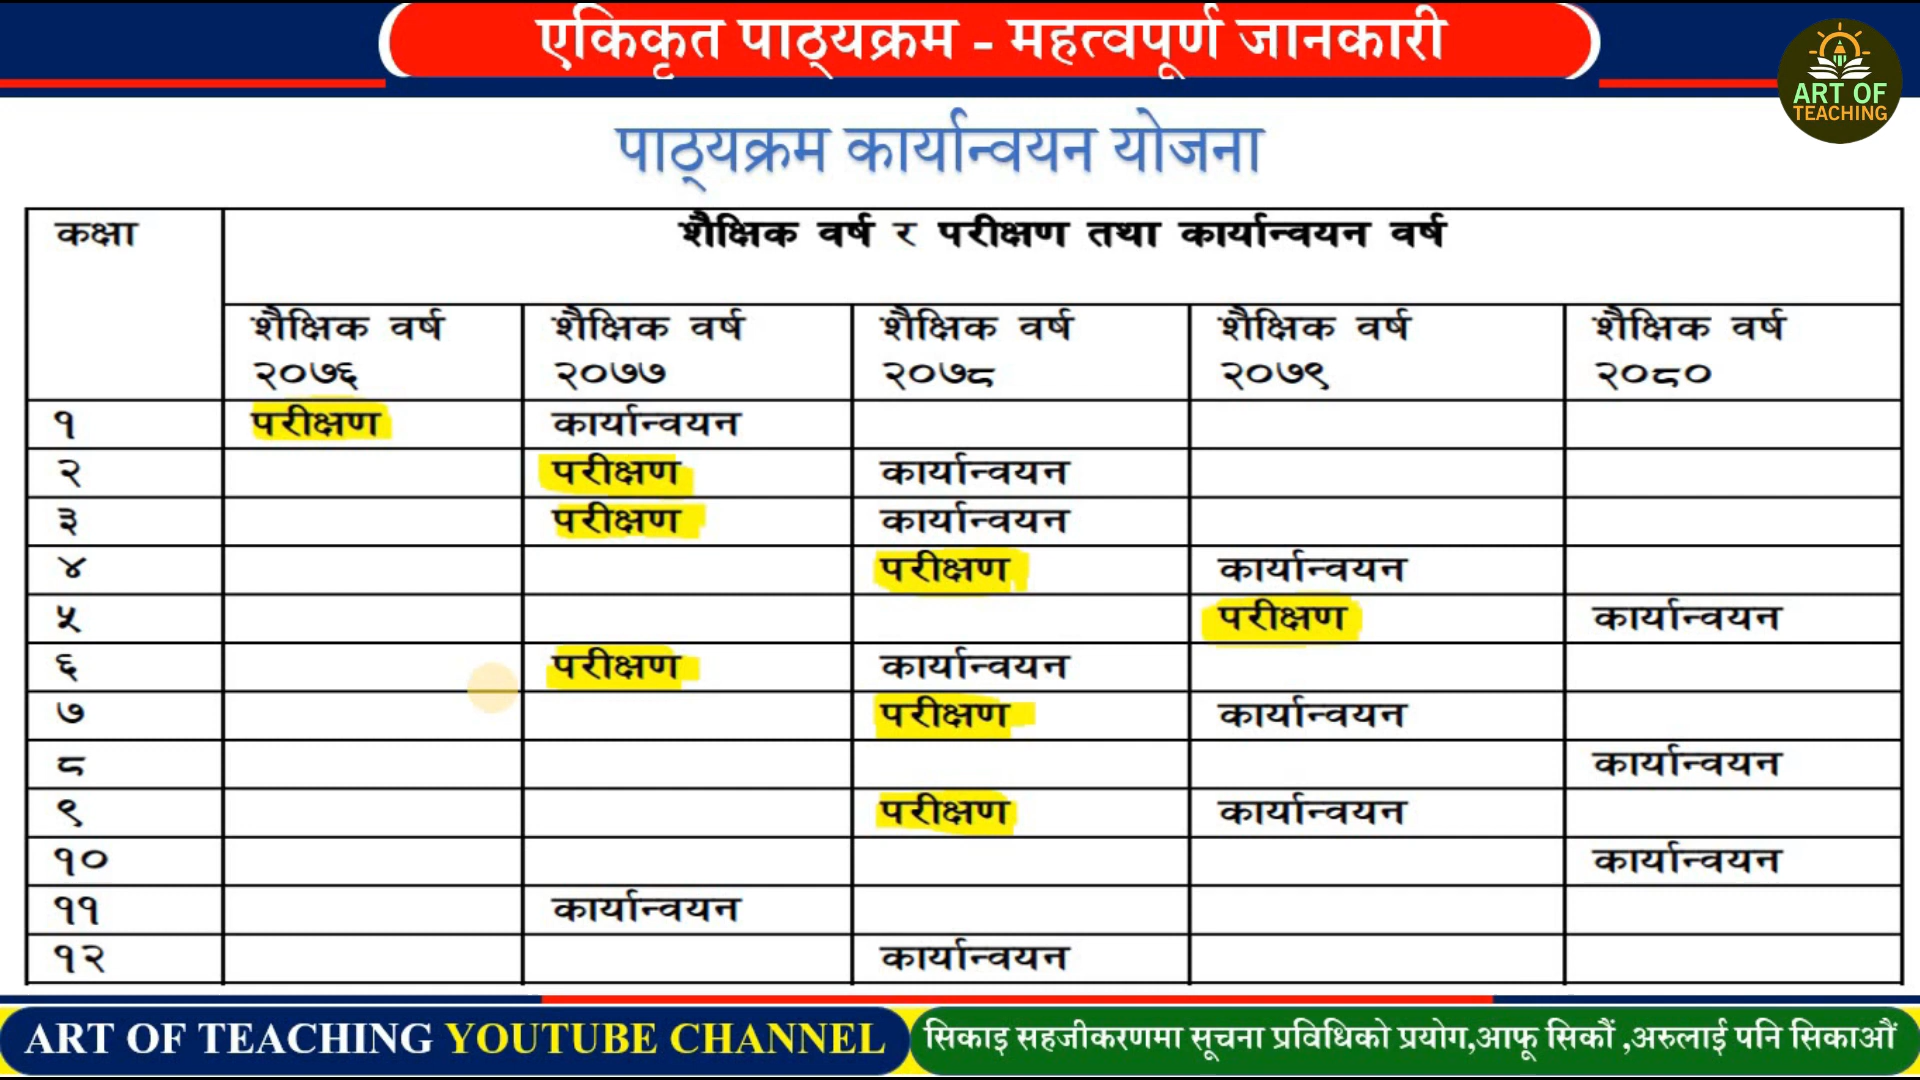 एकिकृत पाठ्यक्रम - महत्वपूर्ण जानकारी
ART OF
TEACHING
पाठ्यक्रम कार्यान्वयन योजना
कक्षा शैक्षिक वर्ष र परीक्षण तथा कार्यान्वयन वर्ष
शैक्षिक वर्ष २०७६ शैक्षिक वर्ष २०७७ शैक्षिक वर्ष २०७८ शैक्षिक वर्ष २०७९ शैक्षिक वर्ष २०८०
१ परीक्षण कार्यान्वयन
२ परीक्षण कार्यान्वयन
३ परीक्षण कार्यान्वयन
४ परीक्षण कार्यान्वयन
५ परीक्षण कार्यान्वयन
६ परीक्षण कार्यान्वयन
७ परीक्षण कार्यान्वयन
८ कार्यान्वयन
९ परीक्षण कार्यान्वयन
१० कार्यान्वयन
११ कार्यान्वयन
१२ कार्यान्वयन
ART OF TEACHING YOUTUBE CHANNEL
सिकाइ सहजीकरणमा सूचना प्रविधिको प्रयोग,आफू सिकौं ,अरुलाई पनि सिकाऔं